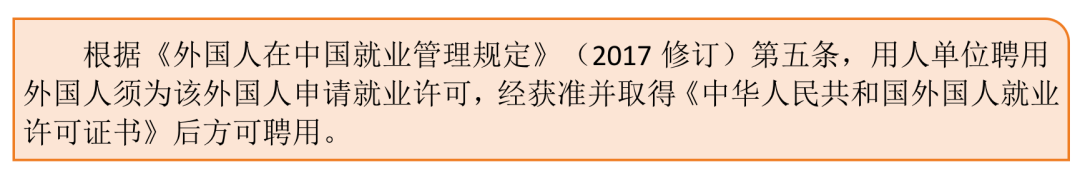 根据《外国人在中国就业管理规定》（2017 修订）第五条，用人单位聘用
外国人须为该外国人申请就业许可，经获准并取得《中华人民共和国外国人就业
许可证书》后方可聘用。